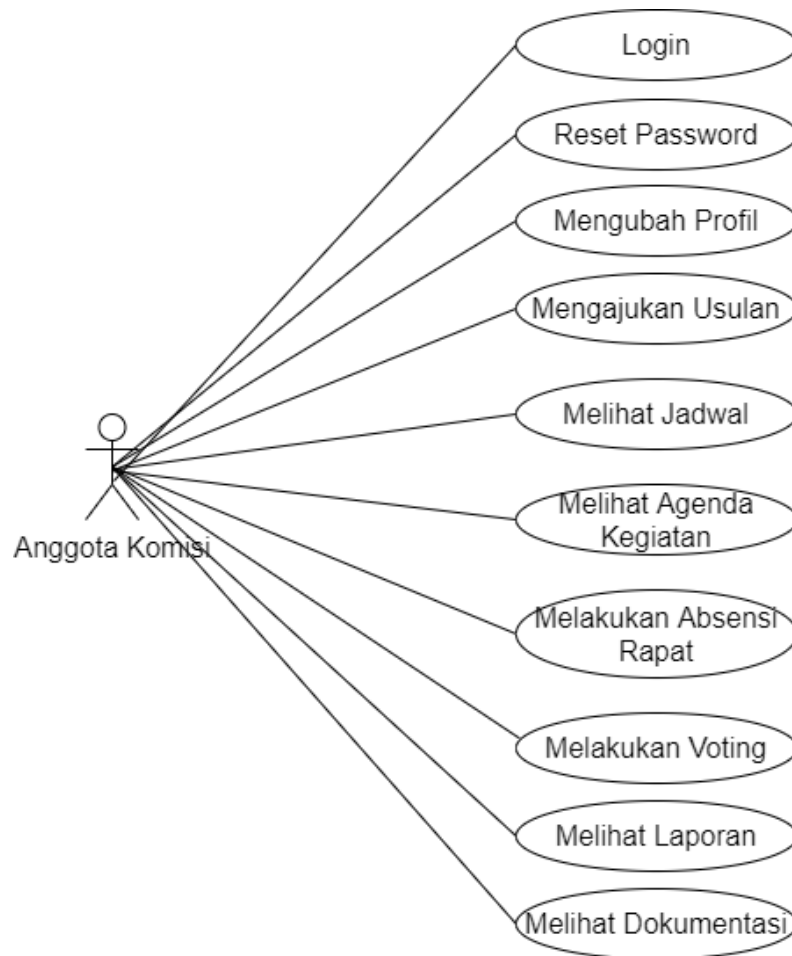 Login
Reset Password
Mengubah Profil
Mengajukan Usulan
Melihat Jadwal
Melihat Agenda
Kegiatan
Anggota Komisi
Melakukan Absensi
Rapat
Melakukan Voting
Melihat Laporan
Melihat Dokumentasi